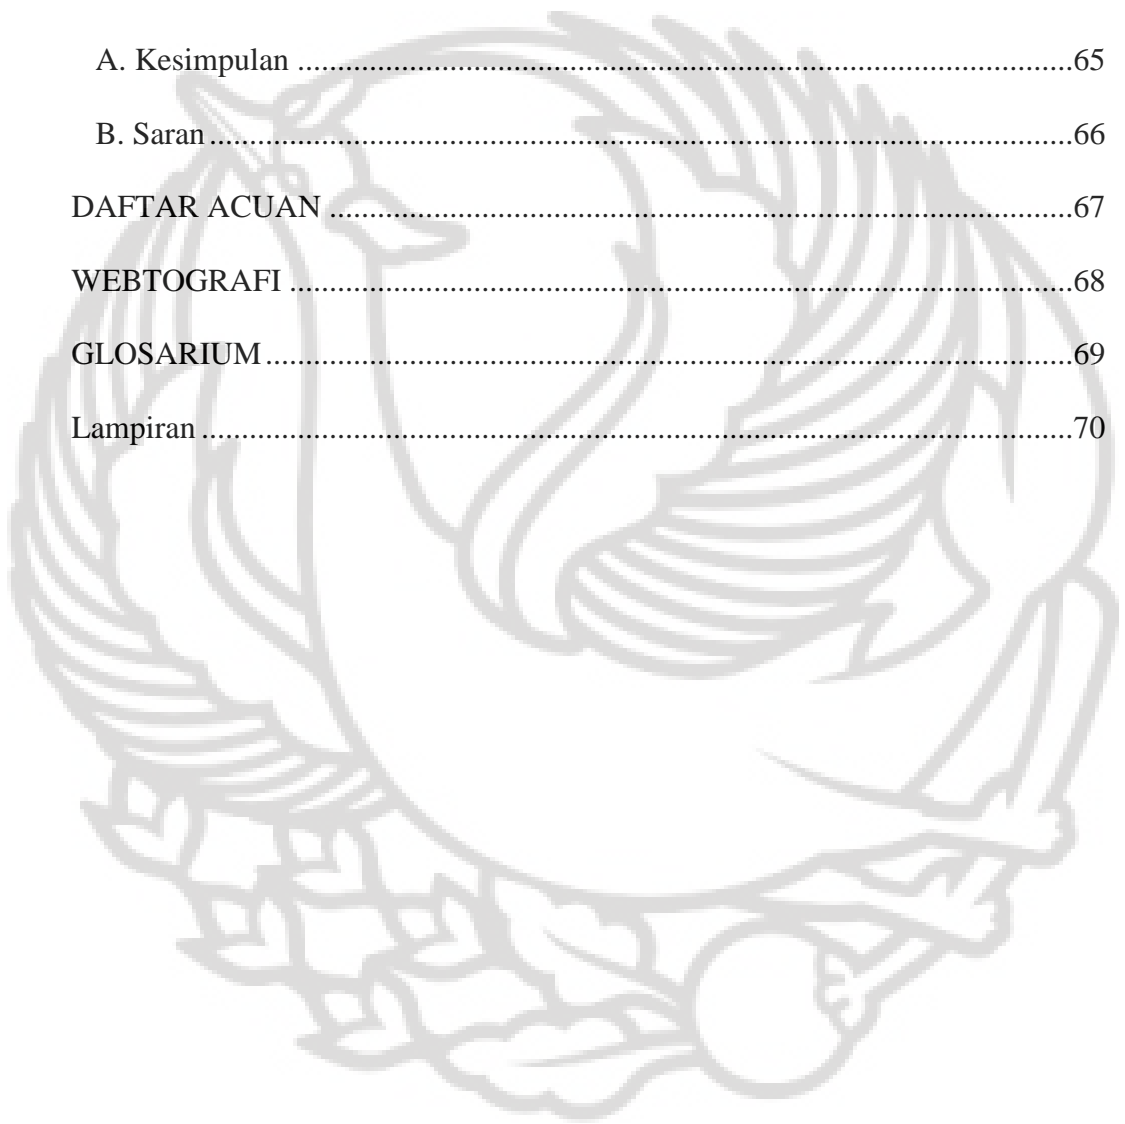 A. Kesimpulan ....................................................................................65
B. Saran ...............................................................................................66
DAFTAR ACUAN .................................................................................67
WEBTOGRAFI .....................................................................................68
GLOSARIUM ........................................................................................69
Lampiran ...............................................................................................70